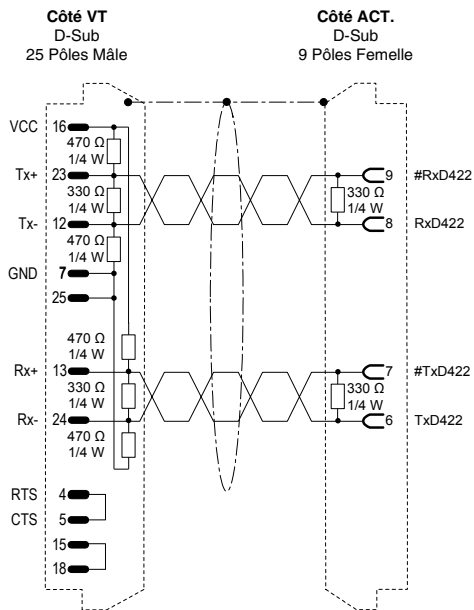 Côté VT
D-Sub
25 Pôles Mâle
Côté ACT.
D-Sub
9 Pôles Femelle
VCC 16
470 Ω
1/4 W
Tx+ 23
330 Ω
1/4 W
Tx- 12
470 Ω
1/4 W
GND 7
25
9 #RxD422
330 Ω
1/4 W
8 RxD422
470 Ω
1/4 W
Rx+ 13
330 Ω
1/4 W
Rx- 24
470 Ω
1/4 W
7 #TxD422
330 Ω
1/4 W
6 TxD422
RTS 4
CTS 5
15
18